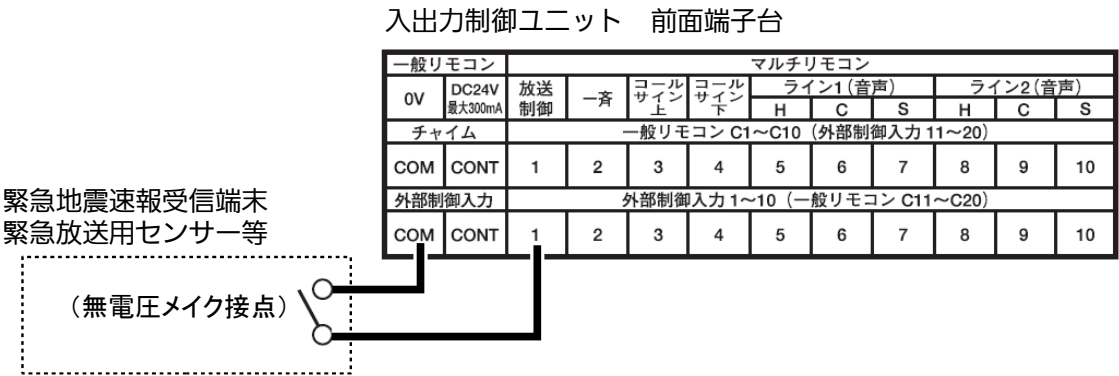 入出力制御ユニット　前面端子台
一般リモコン マルチリモコン
0V DC24V 最大300mA 放送制御 一斉 コールサイン上 コールサイン下 ライン1(音声) ライン2(音声)
H C S H C S
チャイム 一般リモコン C1～C10（外部制御入力 11～20）
COM CONT 1 2 3 4 5 6 7 8 9 10
外部制御入力 外部制御入力 1～10（一般リモコン C11～C20）
COM CONT 1 2 3 4 5 6 7 8 9 10
緊急地震速報受信端末
緊急放送用センサー等
（無電圧メイク接点）